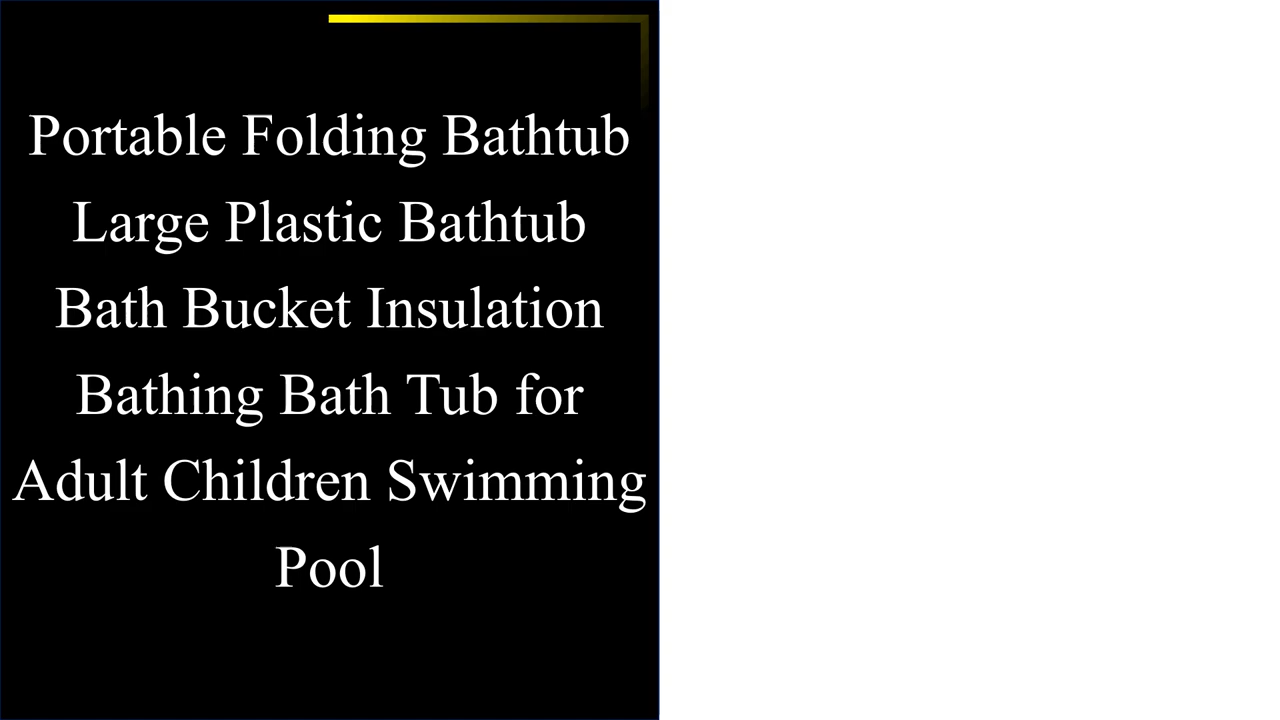 Portable Folding Bathtub
Large Plastic Bathtub
Bath Bucket Insulation
Bathing Bath Tub for
Adult Children Swimming
Pool